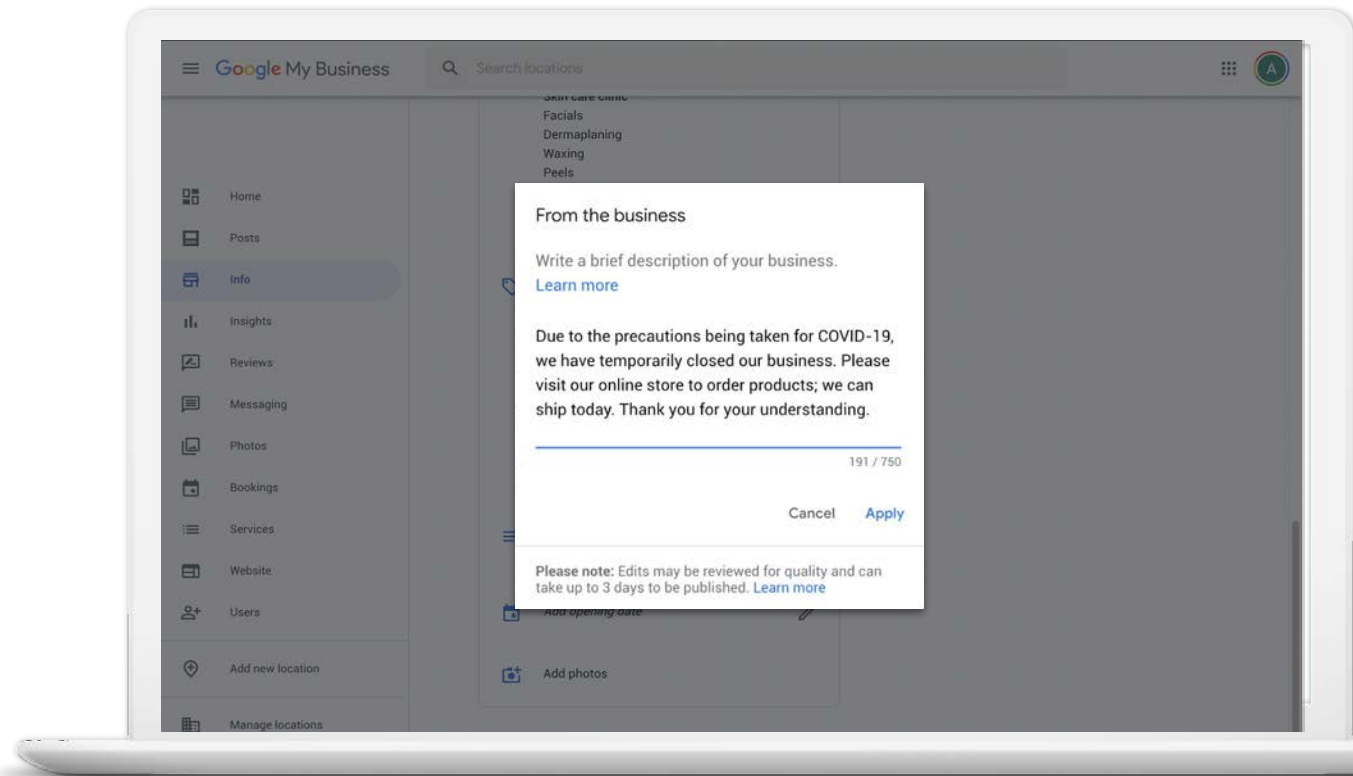 Google My Business
Search locations
A
Skin care clinic
Facials
Dermaplaning
Waxing
Peels
Home
Posts
Info
Insights
Reviews
Messaging
Photos
Bookings
Services
Website
Users
Add new location
Manage locations
From the business
Write a brief description of your business.
Learn more
Due to the precautions being taken for COVID-19,
we have temporarily closed our business. Please
visit our online store to order products; we can
ship today. Thank you for your understanding.
191 / 750
Cancel Apply
Please note: Edits may be reviewed for quality and can
take up to 3 days to be published. Learn more
Add opening date
Add photos